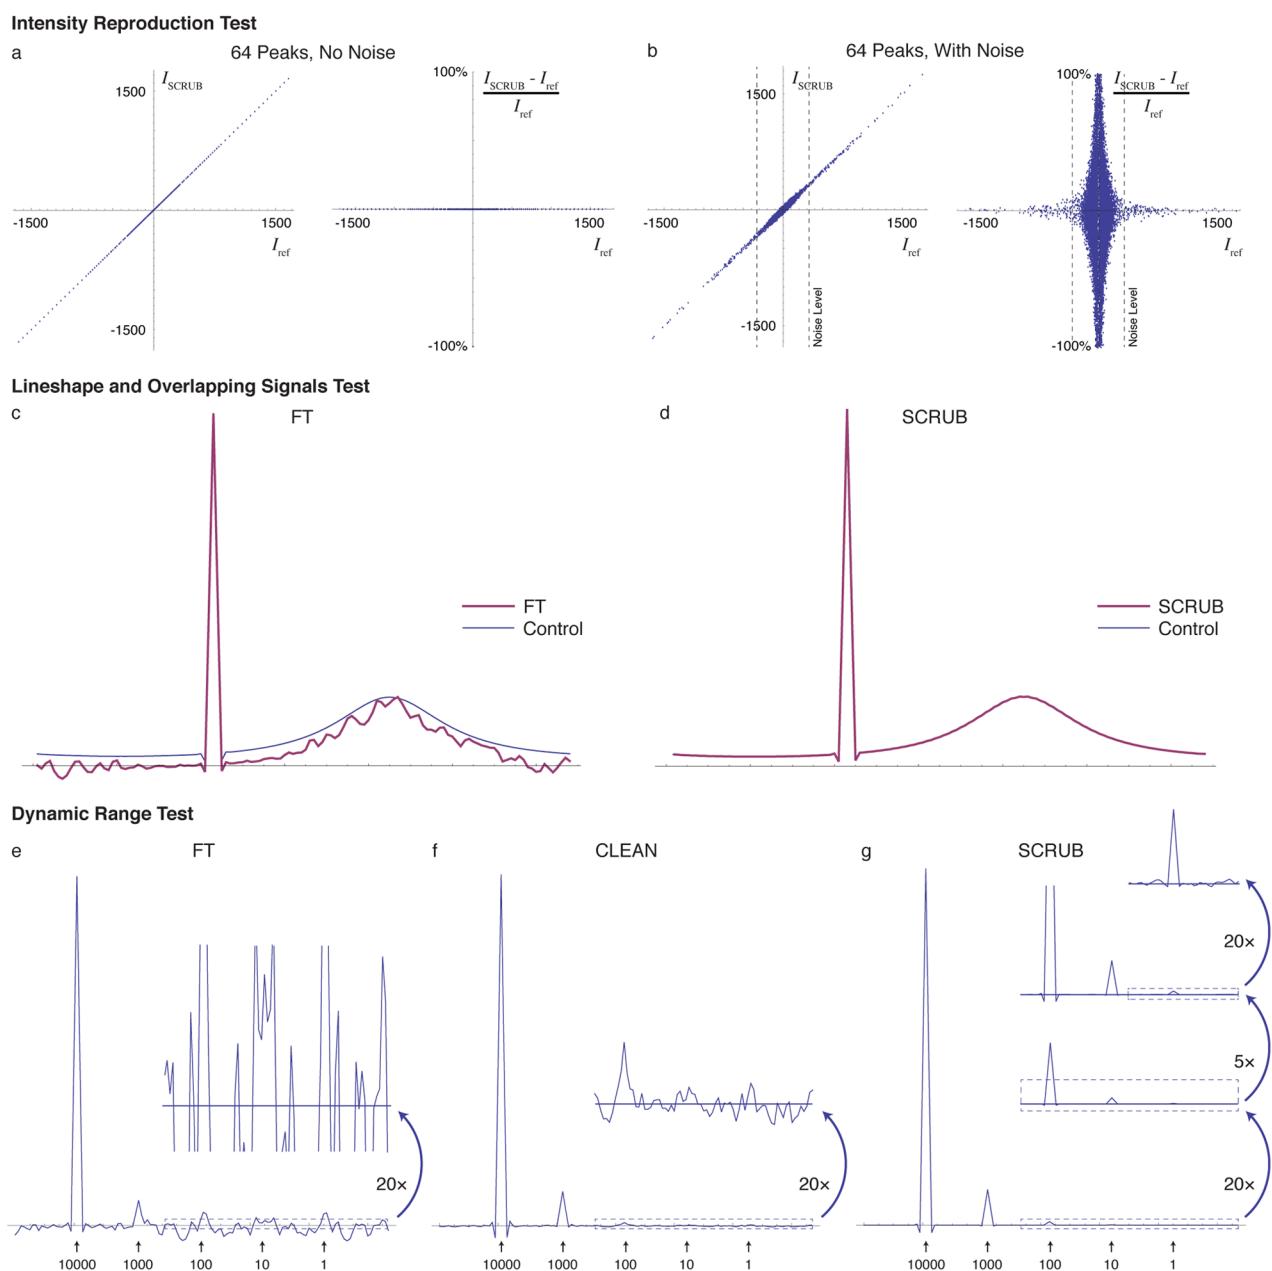 Intensity Reproduction Test
a 64 Peaks, No Noise
I_SCRUB
1500
-1500 1500
I_ref
-1500
100%
I_SCRUB - I_ref
I_ref
-1500 1500
I_ref
-100%
b 64 Peaks, With Noise
I_SCRUB
1500
-1500 1500
I_ref
-1500
Noise Level
100%
I_SCRUB - I_ref
I_ref
-1500 1500
I_ref
-100%
Noise Level
Lineshape and Overlapping Signals Test
c FT
FT
Control
d SCRUB
SCRUB
Control
Dynamic Range Test
e FT
20×
10000 1000 100 10 1
f CLEAN
20×
10000 1000 100 10 1
g SCRUB
20×
5×
20×
10000 1000 100 10 1